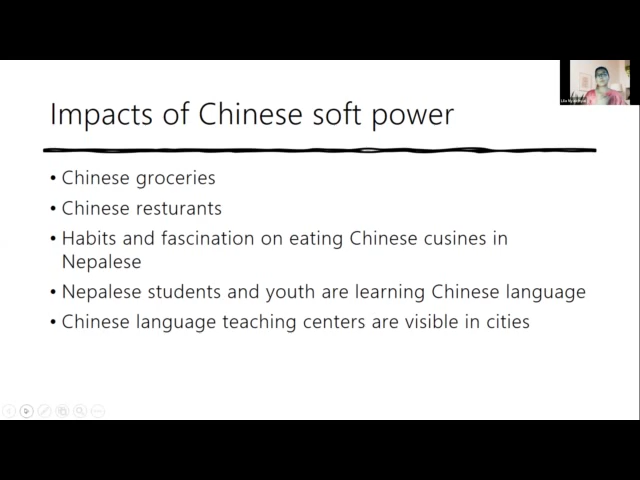 Impacts of Chinese soft power
• Chinese groceries
• Chinese resturants
• Habits and fascination on eating Chinese cusines in
Nepalese
• Nepalese students and youth are learning Chinese language
• Chinese language teaching centers are visible in cities